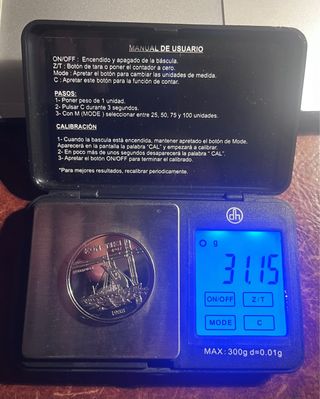 MANUAL DE USUARIO
ON/OFF : Encendido y apagado de la báscula.
Z/T : Botón de tara o poner el contador a cero.
Mode : Apretar el botón para cambiar las unidades de medida.
C : Apretar este botón para la función de contar.
PASOS:
1- Poner peso de 1 unidad.
2- Pulsar C durante 3 segundos.
3- Con M (MODE) seleccionar entre 25, 50, 75 y 100 unidades.
CALIBRACIÓN
1- Cuando la bascula está encendida, mantener apretado el botón de Mode.
Aparecerá en la pantalla la palabra "CAL" y empezará a calibrar.
2- En poco más de unos segundos desaparecerá la palabra "CAL".
3- Apretar el botón ON/OFF para terminar el calibrado.
*Para mejores resultados, recalibrar periodicamente.
dh
g
31.15
ON/OFF
Z/T
MODE
C
MAX: 300g d=0.01g